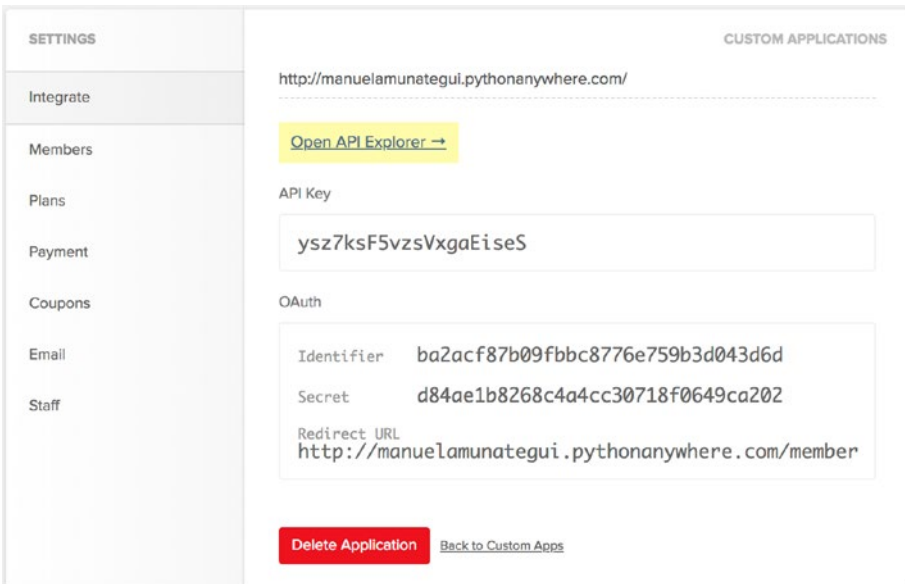 SETTINGS
CUSTOM APPLICATIONS
Integrate
Members
Plans
Payment
Coupons
Email
Staff
http://manuelamunategui.pythonanywhere.com/
Open API Explorer →
API Key
ysz7ksF5vzsVxgaEiseS
OAuth
Identifier ba2acf87b09fbbc8776e759b3d043d6d
Secret d84ae1b8268c4a4cc30718f0649ca202
Redirect URL
http://manuelamunategui.pythonanywhere.com/member
Delete Application Back to Custom Apps